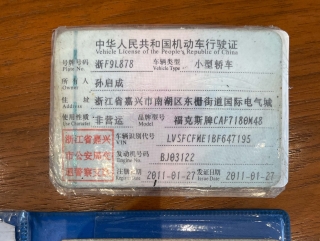 中华人民共和国机动车行驶证
Vehicle License of the People's Republic of China
号牌号码 浙F9L878 车辆类型 小型轿车
Plate No. Vehicle Type
所有人 孙启成
Owner
住址 浙江省嘉兴市南湖区东栅街道国际电气城
Address
使用性质 非营运 品牌型号 福克斯牌CAF7180M48
Use Character Model
浙江省嘉兴 车辆识别代号 LVSFCFME1BF647195
VIN
市公安局交 发动机号码 BJ03122
Engine No.
通警察支队 注册日期 2011-01-27 发证日期 2011-01-27
Register Date Issue Date